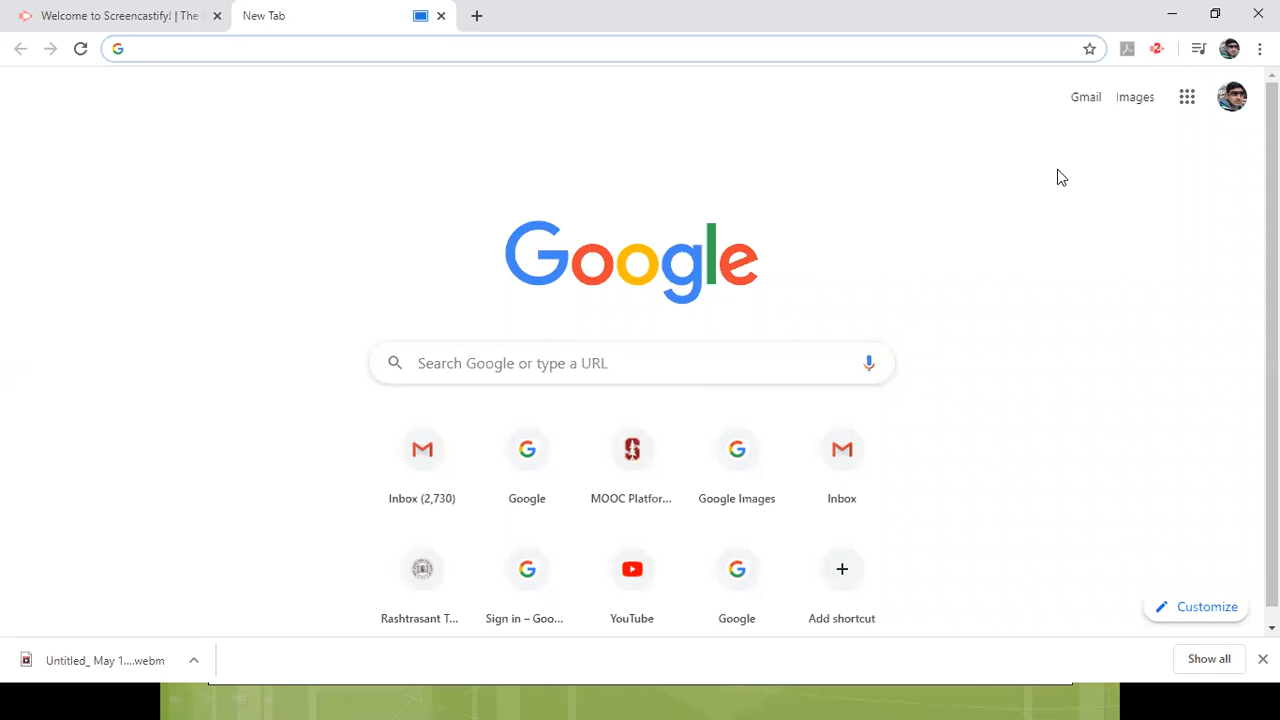 Welcome to Screencastify! | The
New Tab
Gmail
Images
Google
Search Google or type a URL
Inbox (2,730)
Google
MOOC Platfor...
Google Images
Inbox
Rashtrasant T...
Sign in – Goo...
YouTube
Google
Add shortcut
Customize
Untitled_ May 1....webm
Show all